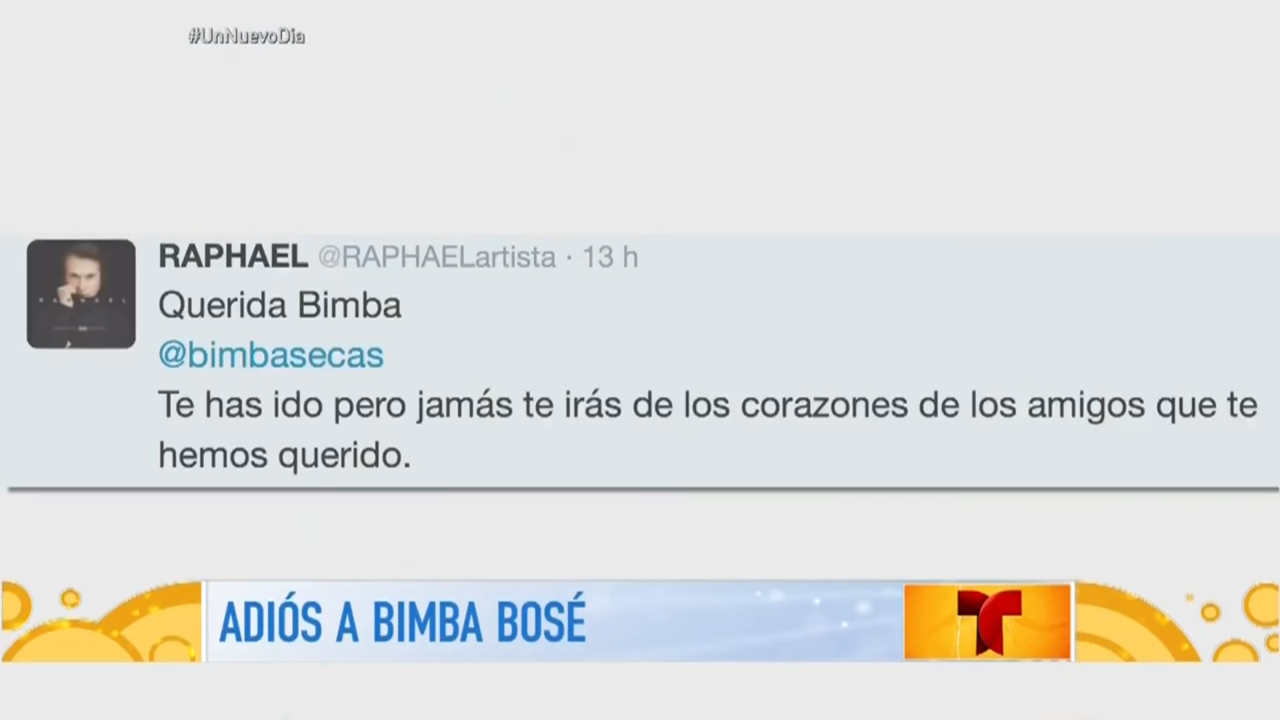 #UnNuevoDia
RAPHAEL @RAPHAELartista · 13 h
Querida Bimba
@bimbasecas
Te has ido pero jamás te irás de los corazones de los amigos que te
hemos querido.
ADIÓS A BIMBA BOSÉ